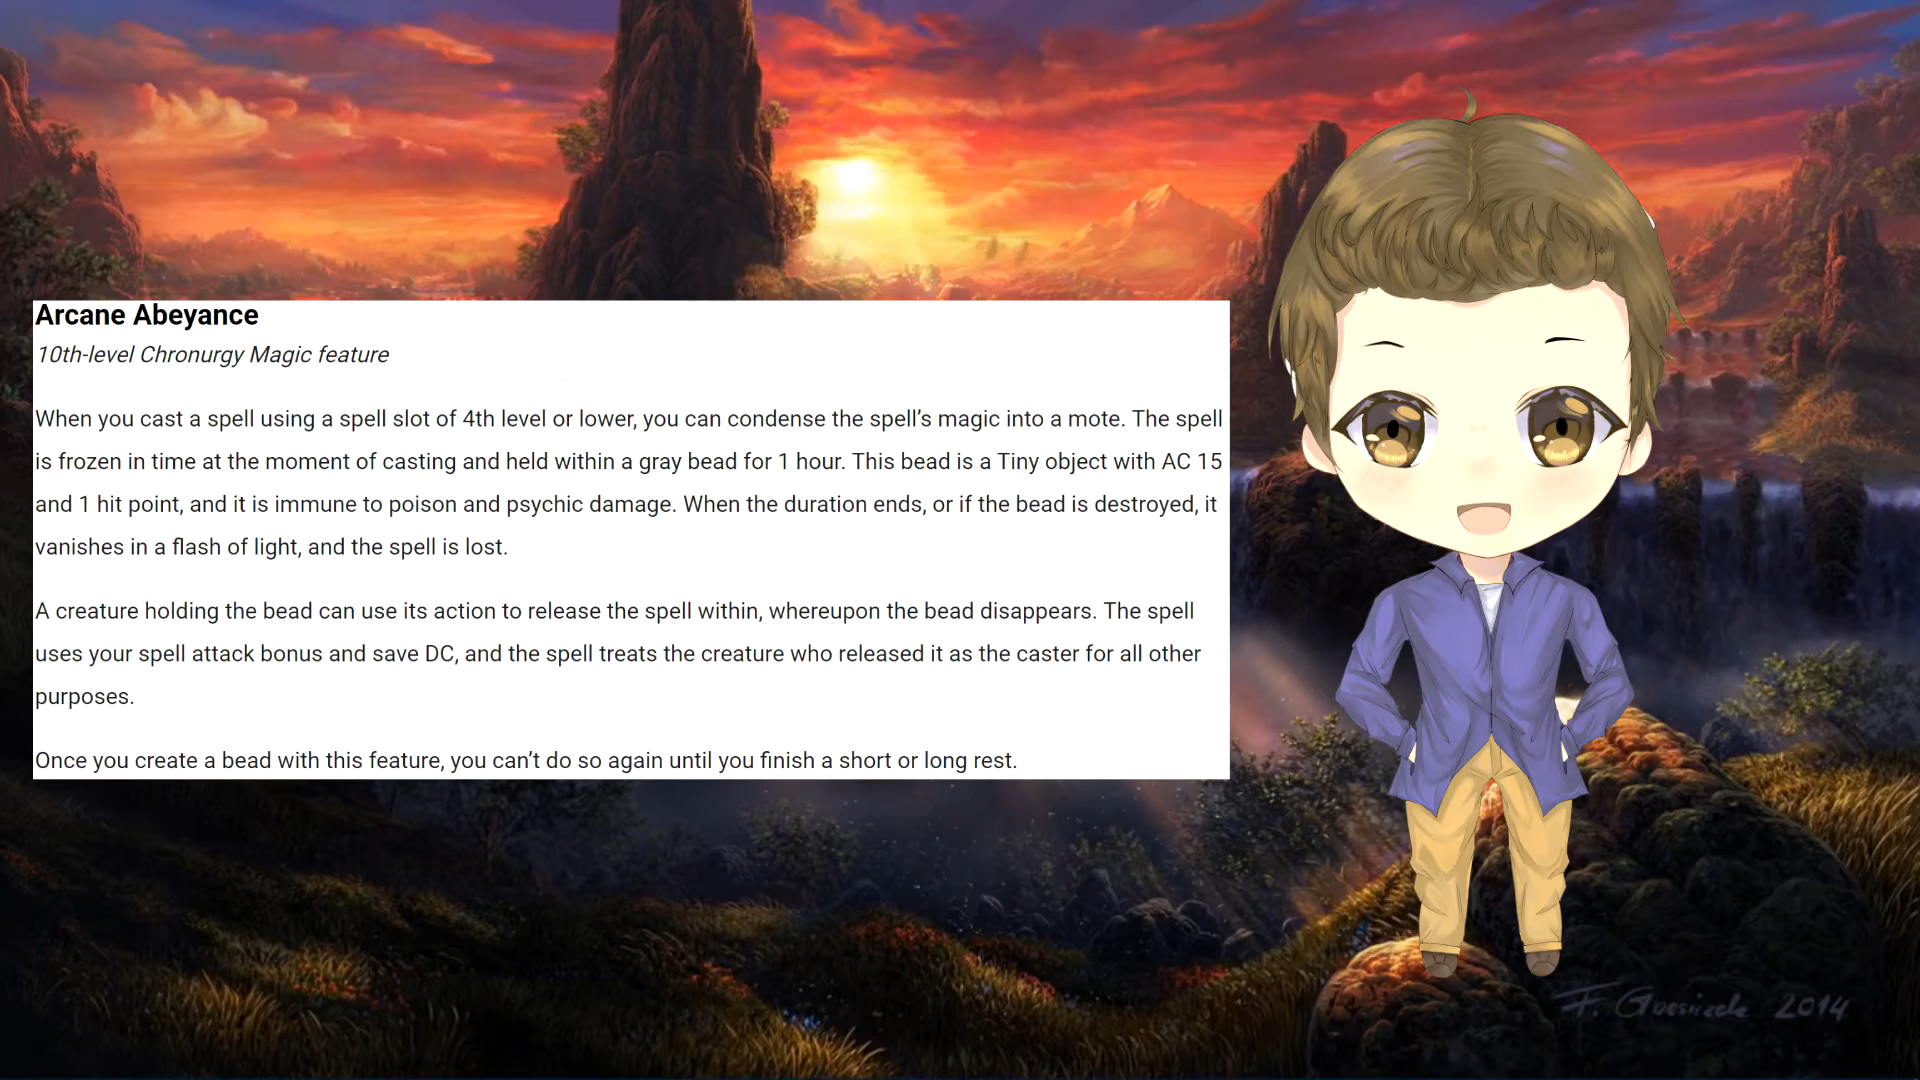 Arcane Abeyance
10th-level Chronurgy Magic feature
When you cast a spell using a spell slot of 4th level or lower, you can condense the spell’s magic into a mote. The spell
is frozen in time at the moment of casting and held within a gray bead for 1 hour. This bead is a Tiny object with AC 15
and 1 hit point, and it is immune to poison and psychic damage. When the duration ends, or if the bead is destroyed, it
vanishes in a flash of light, and the spell is lost.
A creature holding the bead can use its action to release the spell within, whereupon the bead disappears. The spell
uses your spell attack bonus and save DC, and the spell treats the creature who released it as the caster for all other
purposes.
Once you create a bead with this feature, you can’t do so again until you finish a short or long rest.
F. 2014